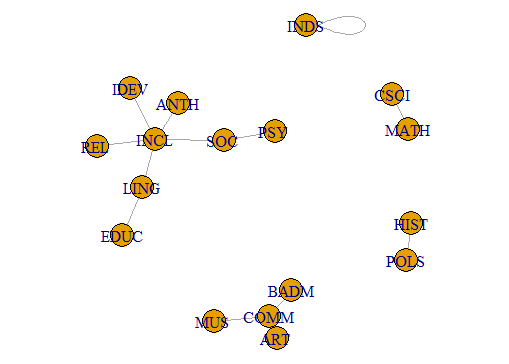 INDS
IDEV
CSCI
ANTH
MATH
PSY
INCL
SOC
REL
LING
HIST
EDUC
POLS
BADM
COMM
MUS
ART